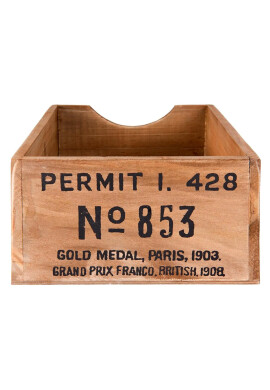 PERMIT I. 428
No 853
GOLD MEDAL, PARIS, 1903.
GRAND PRIX FRANCO, BRITISH, 1908.